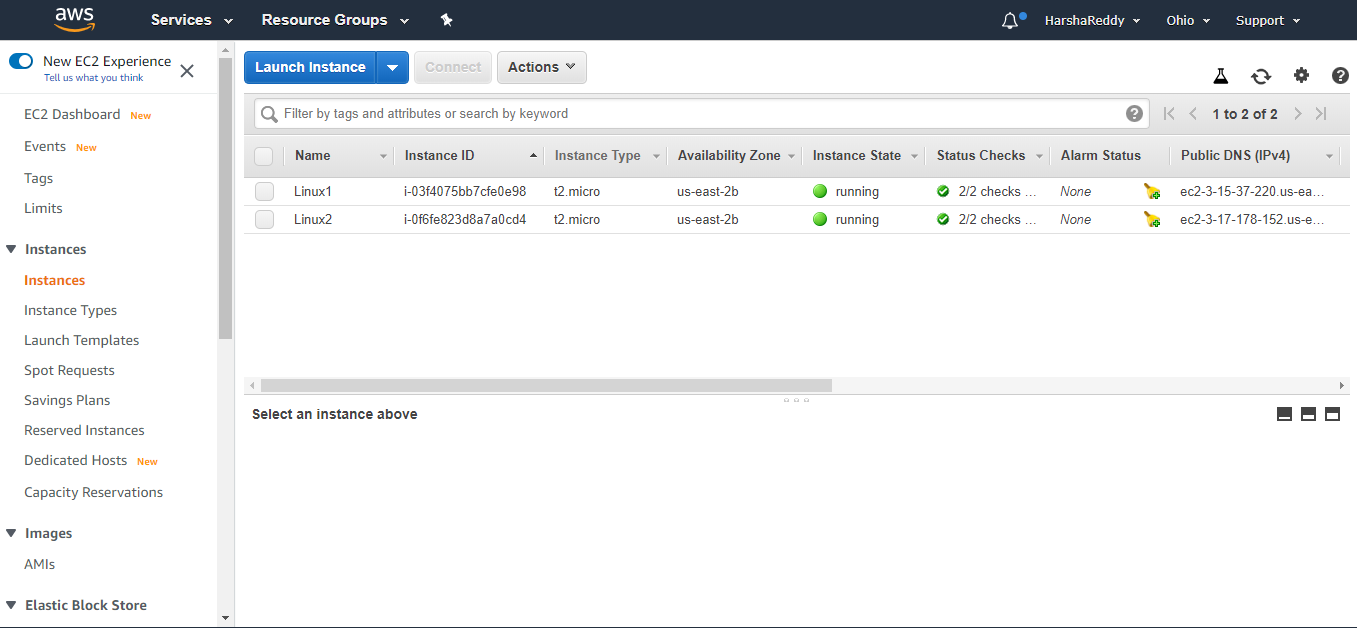 aws Services Resource Groups HarshaReddy Ohio Support
New EC2 Experience
Tell us what you think
EC2 Dashboard New
Events New
Tags
Limits
Instances
Instances
Instance Types
Launch Templates
Spot Requests
Savings Plans
Reserved Instances
Dedicated Hosts New
Capacity Reservations
Images
AMIs
Elastic Block Store
Launch Instance Connect Actions
?
Filter by tags and attributes or search by keyword ? 1 to 2 of 2
Name Instance ID Instance Type Availability Zone Instance State Status Checks Alarm Status Public DNS (IPv4)
Linux1 i-03f4075bb7cfe0e98 t2.micro us-east-2b running 2/2 checks ... None ec2-3-15-37-220.us-ea...
Linux2 i-0f6fe823d8a7a0cd4 t2.micro us-east-2b running 2/2 checks ... None ec2-3-17-178-152.us-e...
Select an instance above